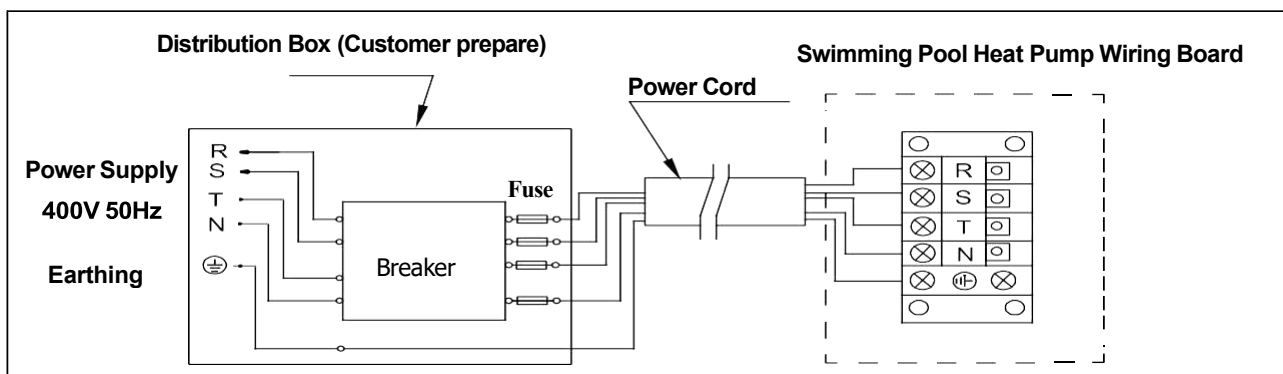 Distribution Box (Customer prepare)
Swimming Pool Heat Pump Wiring Board
Power Cord
Power Supply
400V 50Hz
Earthing
R
S
T
N
Fuse
Breaker
R
S
T
N